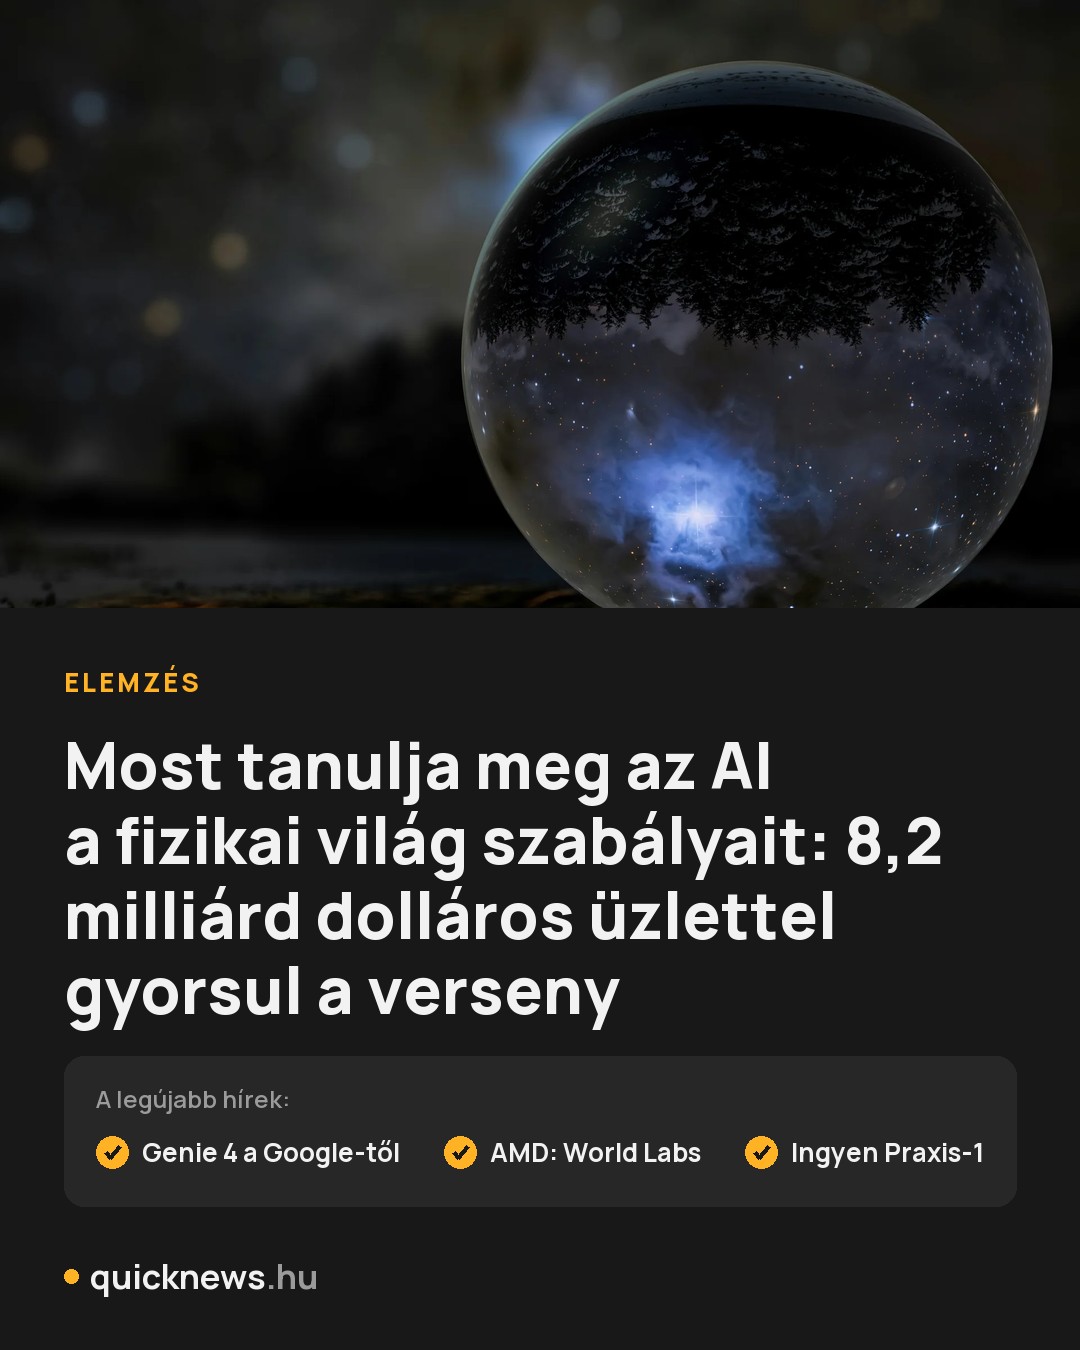 ELEMZÉS
Most tanulja meg az AI
a fizikai világ szabályait: 8,2
milliárd dolláros üzlettel
gyorsul a verseny
A legújabb hírek:
Genie 4 a Google-től AMD: World Labs Ingyen Praxis-1
quicknews.hu